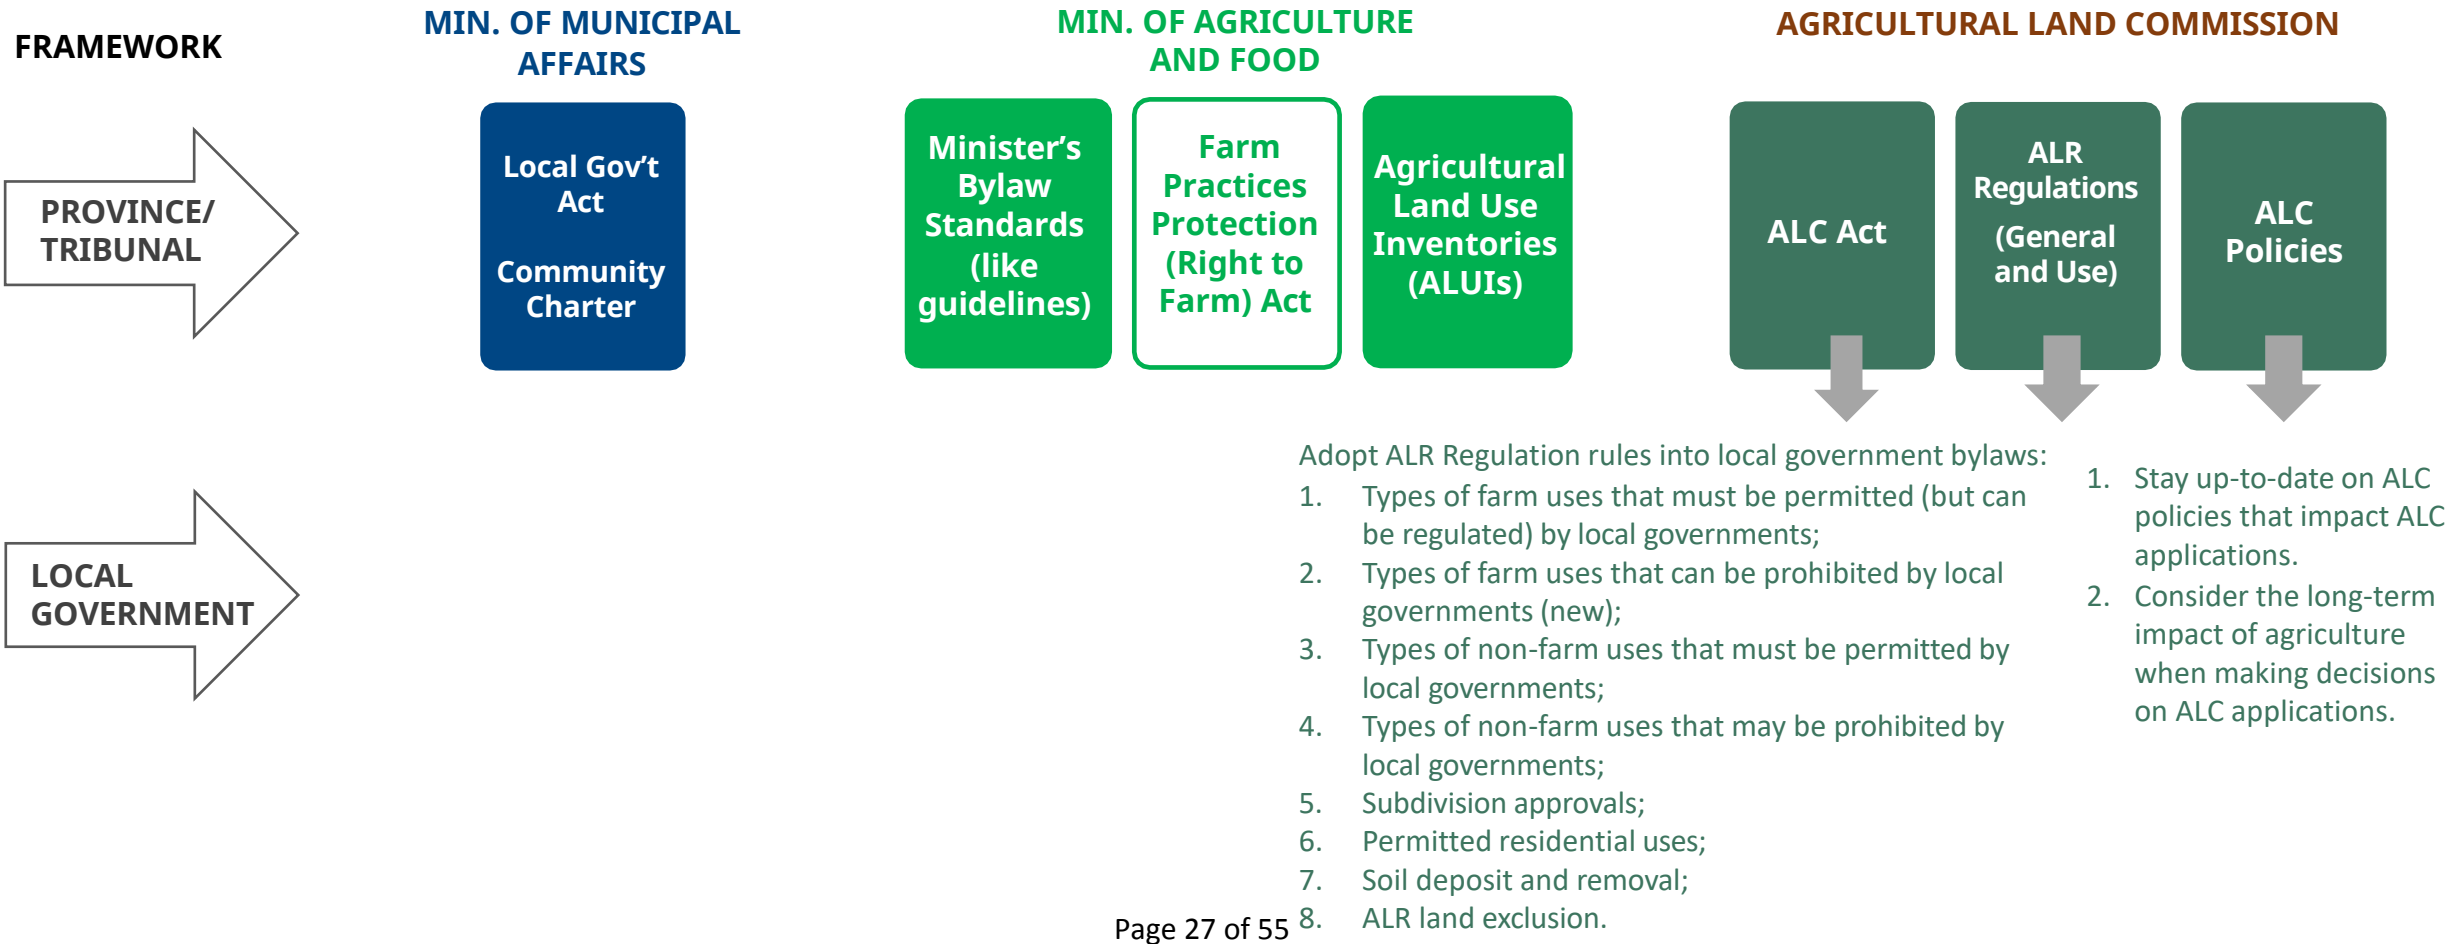 FRAMEWORK
MIN. OF MUNICIPAL
AFFAIRS
MIN. OF AGRICULTURE
AND FOOD
AGRICULTURAL LAND COMMISSION
PROVINCE/
TRIBUNAL
Local Gov’t
Act
Community
Charter
Minister’s
Bylaw
Standards
(like
guidelines)
Farm
Practices
Protection
(Right to
Farm) Act
Agricultural
Land Use
Inventories
(ALUIs)
ALC Act
ALR
Regulations
(General
and Use)
ALC
Policies
LOCAL
GOVERNMENT
Adopt ALR Regulation rules into local government bylaws:
1. Types of farm uses that must be permitted (but can
be regulated) by local governments;
2. Types of farm uses that can be prohibited by local
governments (new);
3. Types of non-farm uses that must be permitted by
local governments;
4. Types of non-farm uses that may be prohibited by
local governments;
5. Subdivision approvals;
6. Permitted residential uses;
7. Soil deposit and removal;
8. ALR land exclusion.
1. Stay up-to-date on ALC
policies that impact ALC
applications.
2. Consider the long-term
impact of agriculture
when making decisions
on ALC applications.
Page 27 of 55